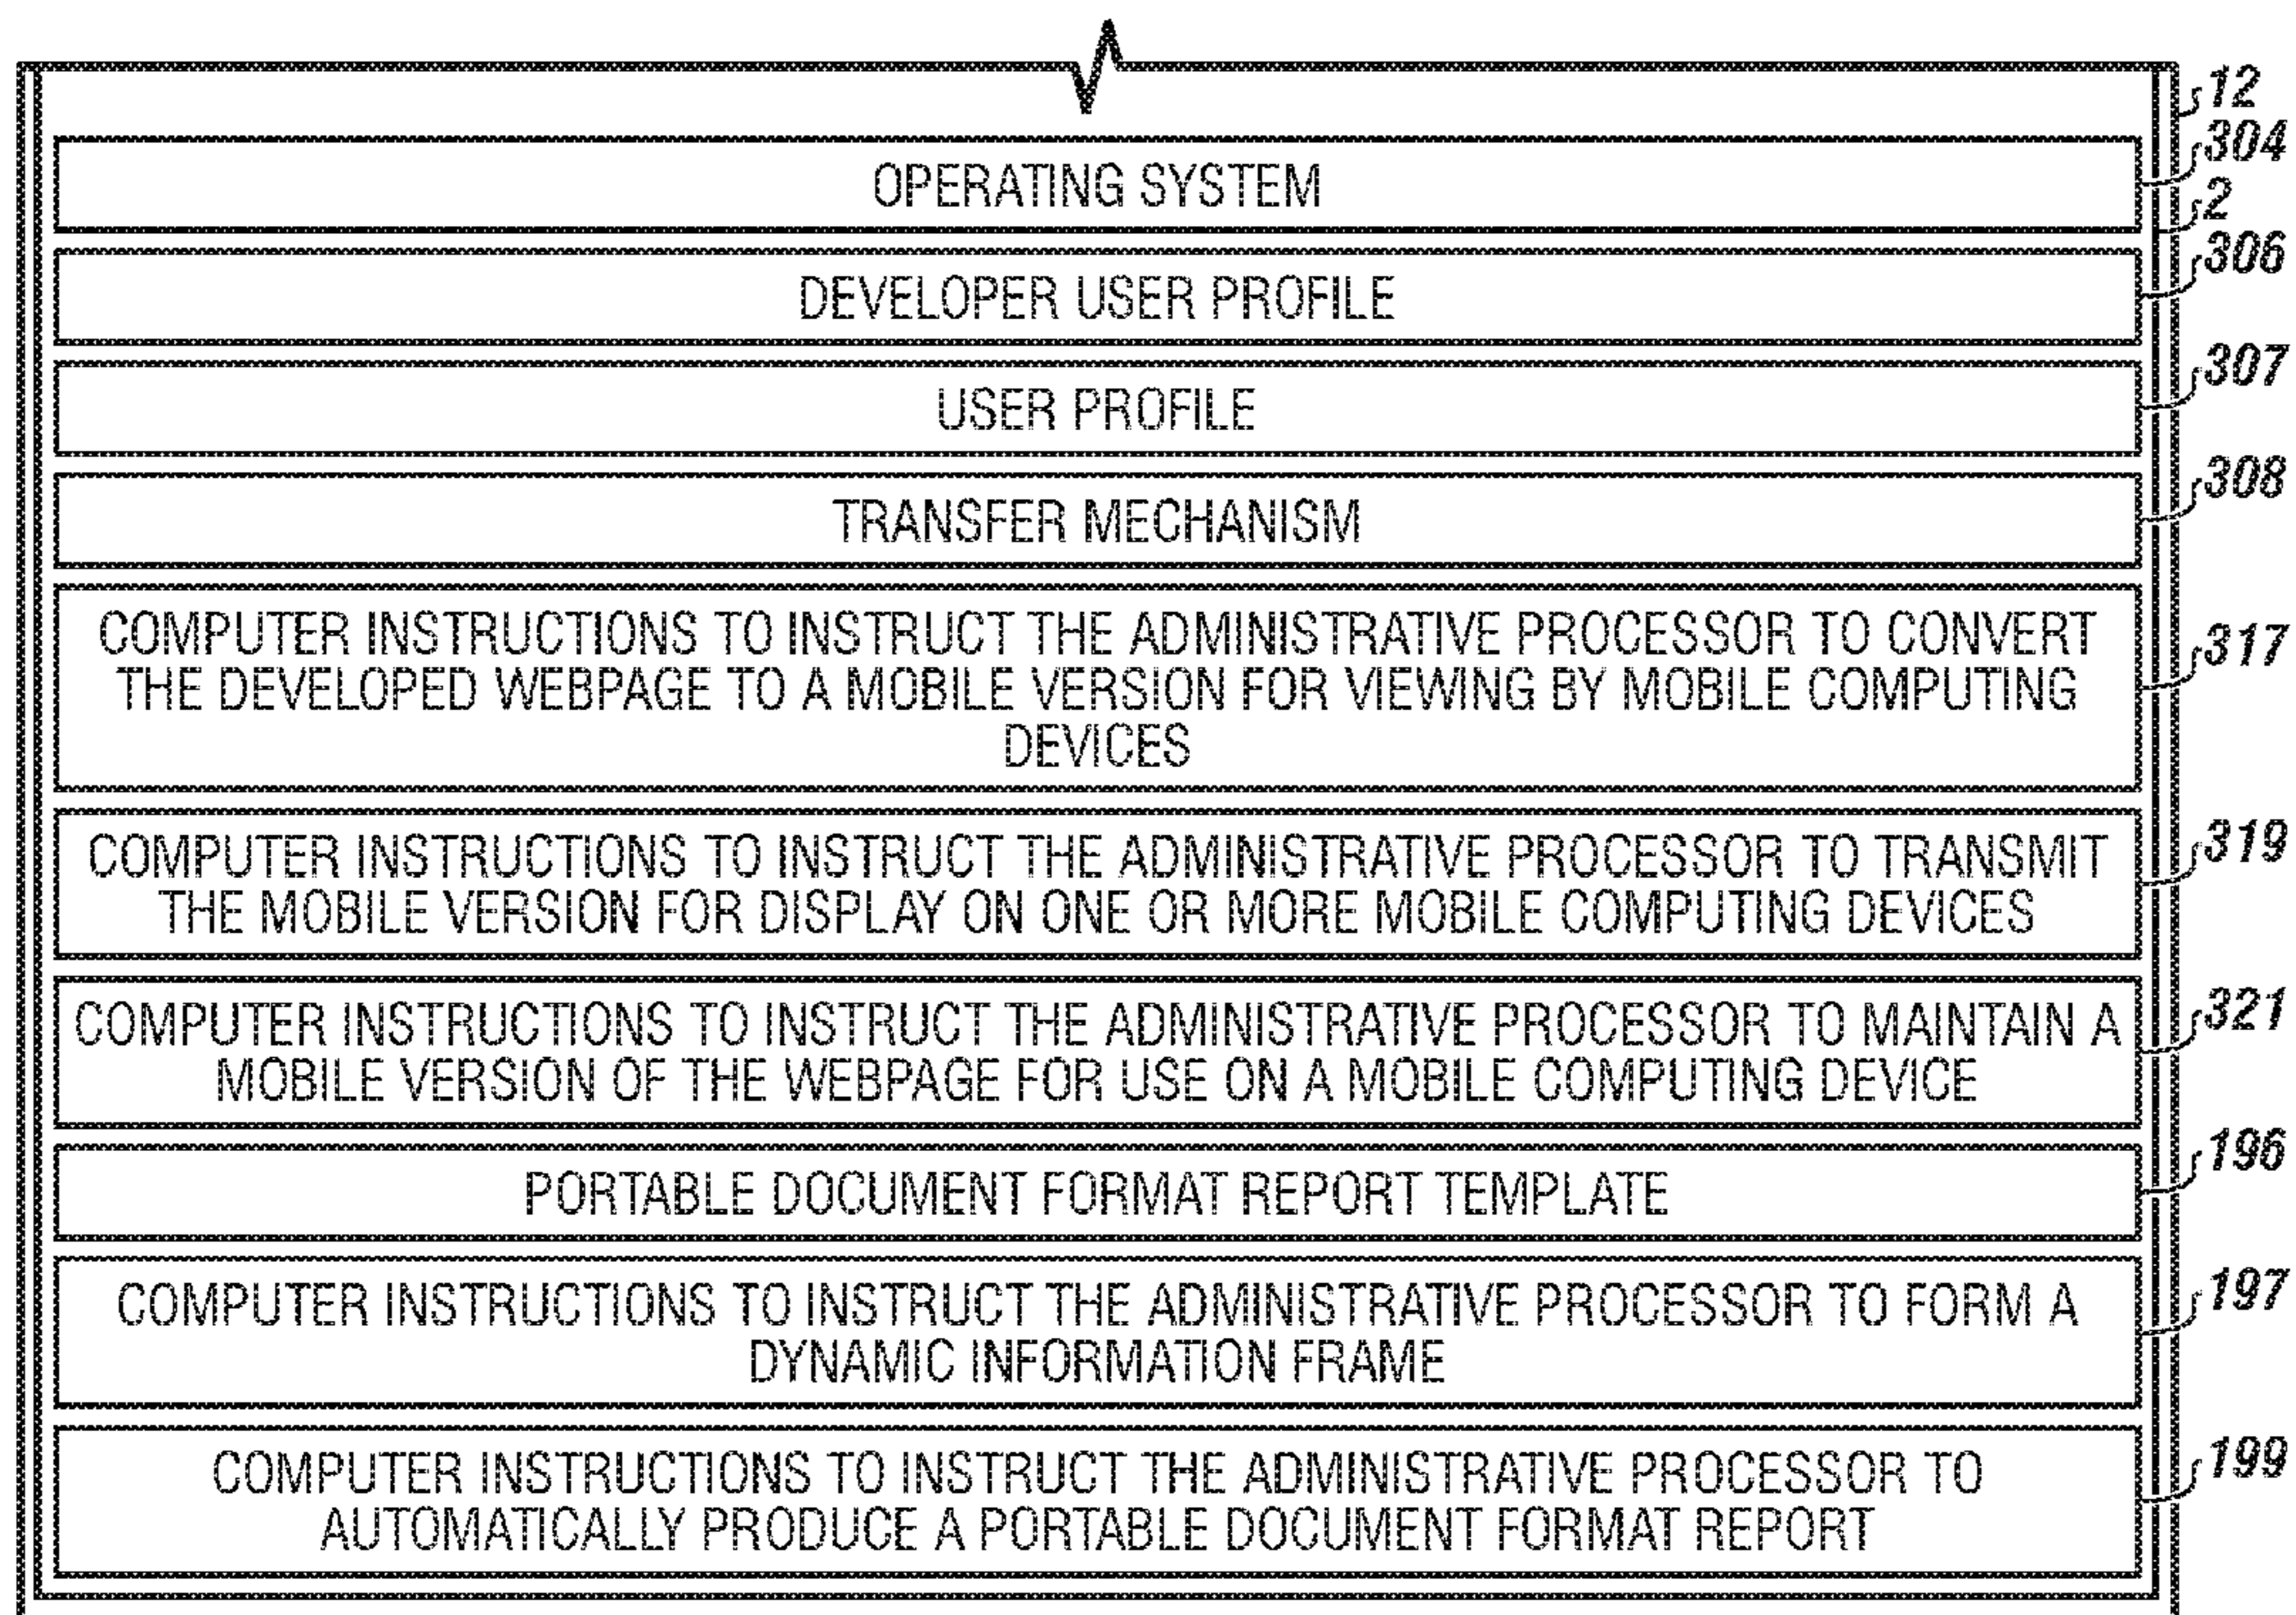 12
304
OPERATING SYSTEM
2
306
DEVELOPER USER PROFILE
307
USER PROFILE
308
TRANSFER MECHANISM
COMPUTER INSTRUCTIONS TO INSTRUCT THE ADMINISTRATIVE PROCESSOR TO CONVERT
317
THE DEVELOPED WEBPAGE TO A MOBILE VERSION FOR VIEWING BY MOBILE COMPUTING
DEVICES
319
COMPUTER INSTRUCTIONS TO INSTRUCT THE ADMINISTRATIVE PROCESSOR TO TRANSMIT
THE MOBILE VERSION FOR DISPLAY ON ONE OR MORE MOBILE COMPUTING DEVICES
321
COMPUTER INSTRUCTIONS TO INSTRUCT THE ADMINISTRATIVE PROCESSOR TO MAINTAIN A
MOBILE VERSION OF THE WEBPAGE FOR USE ON A MOBILE COMPUTING DEVICE
196
PORTABLE DOCUMENT FORMAT REPORT TEMPLATE
197
COMPUTER INSTRUCTIONS TO INSTRUCT THE ADMINISTRATIVE PROCESSOR TO FORM A
DYNAMIC INFORMATION FRAME
199
COMPUTER INSTRUCTIONS TO INSTRUCT THE ADMINISTRATIVE PROCESSOR TO
AUTOMATICALLY PRODUCE A PORTABLE DOCUMENT FORMAT REPORT